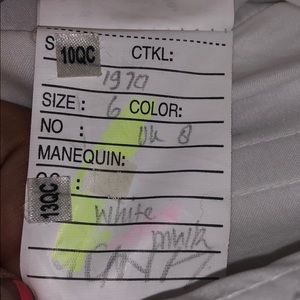 S 10QC CTKL:
1970
SIZE : 6 COLOR:
NO : Uk 8
MANEQUIN:
13QC
White